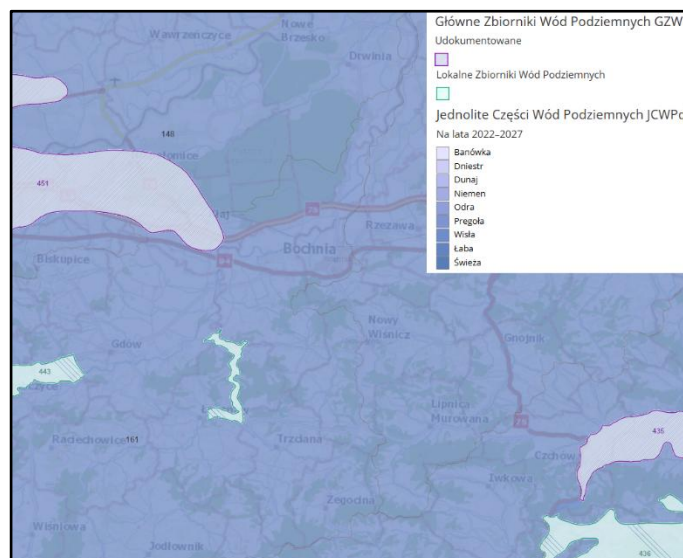 Główne Zbiorniki Wód Podziemnych GZW
Udokumentowane
Lokalne Zbiorniki Wód Podziemnych
Jednolite Części Wód Podziemnych JCWPd
Na lata 2022–2027
Banówka
Dniestr
Dunaj
Niemen
Odra
Pregoła
Wisła
Łaba
Świeża
Nowe
Brzesko
Wawrzeńczyce
Drwinia
148
451
Rzezawa
Bochnia
Biskupice
Nowy
Wiśnicz
Gnojnik
Gdów
443
Lipnica
Murowana
Raciechowice
161
Trzciana
Czchów
435
Iwkowa
Żegocina
Wiśniowa
Jodłownik
436